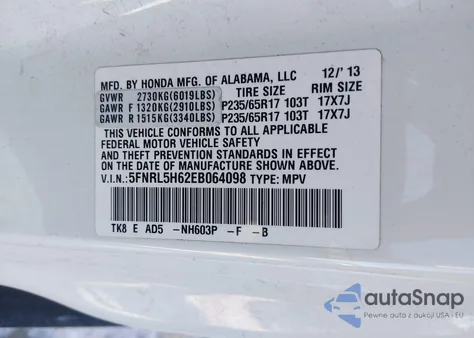 MFD. BY HONDA MFG. OF ALABAMA, LLC 12/'13
TIRE SIZE RIM SIZE
GVWR 2730KG(6019LBS)
GAWR F 1320KG(2910LBS) P235/65R17 103T 17X7J
GAWR R 1515KG(3340LBS) P235/65R17 103T 17X7J
THIS VEHICLE CONFORMS TO ALL APPLICABLE
FEDERAL MOTOR VEHICLE SAFETY AND THEFT
PREVENTION STANDARDS IN EFFECT ON THE
DATE OF MANUFACTURE SHOWN ABOVE.
V.I.N.: 5FNRL5H62EB064098 TYPE: MPV
TK8 E AD5 -NH603P -F -B
autoSnap
Pewne auta z aukcji USA - EU